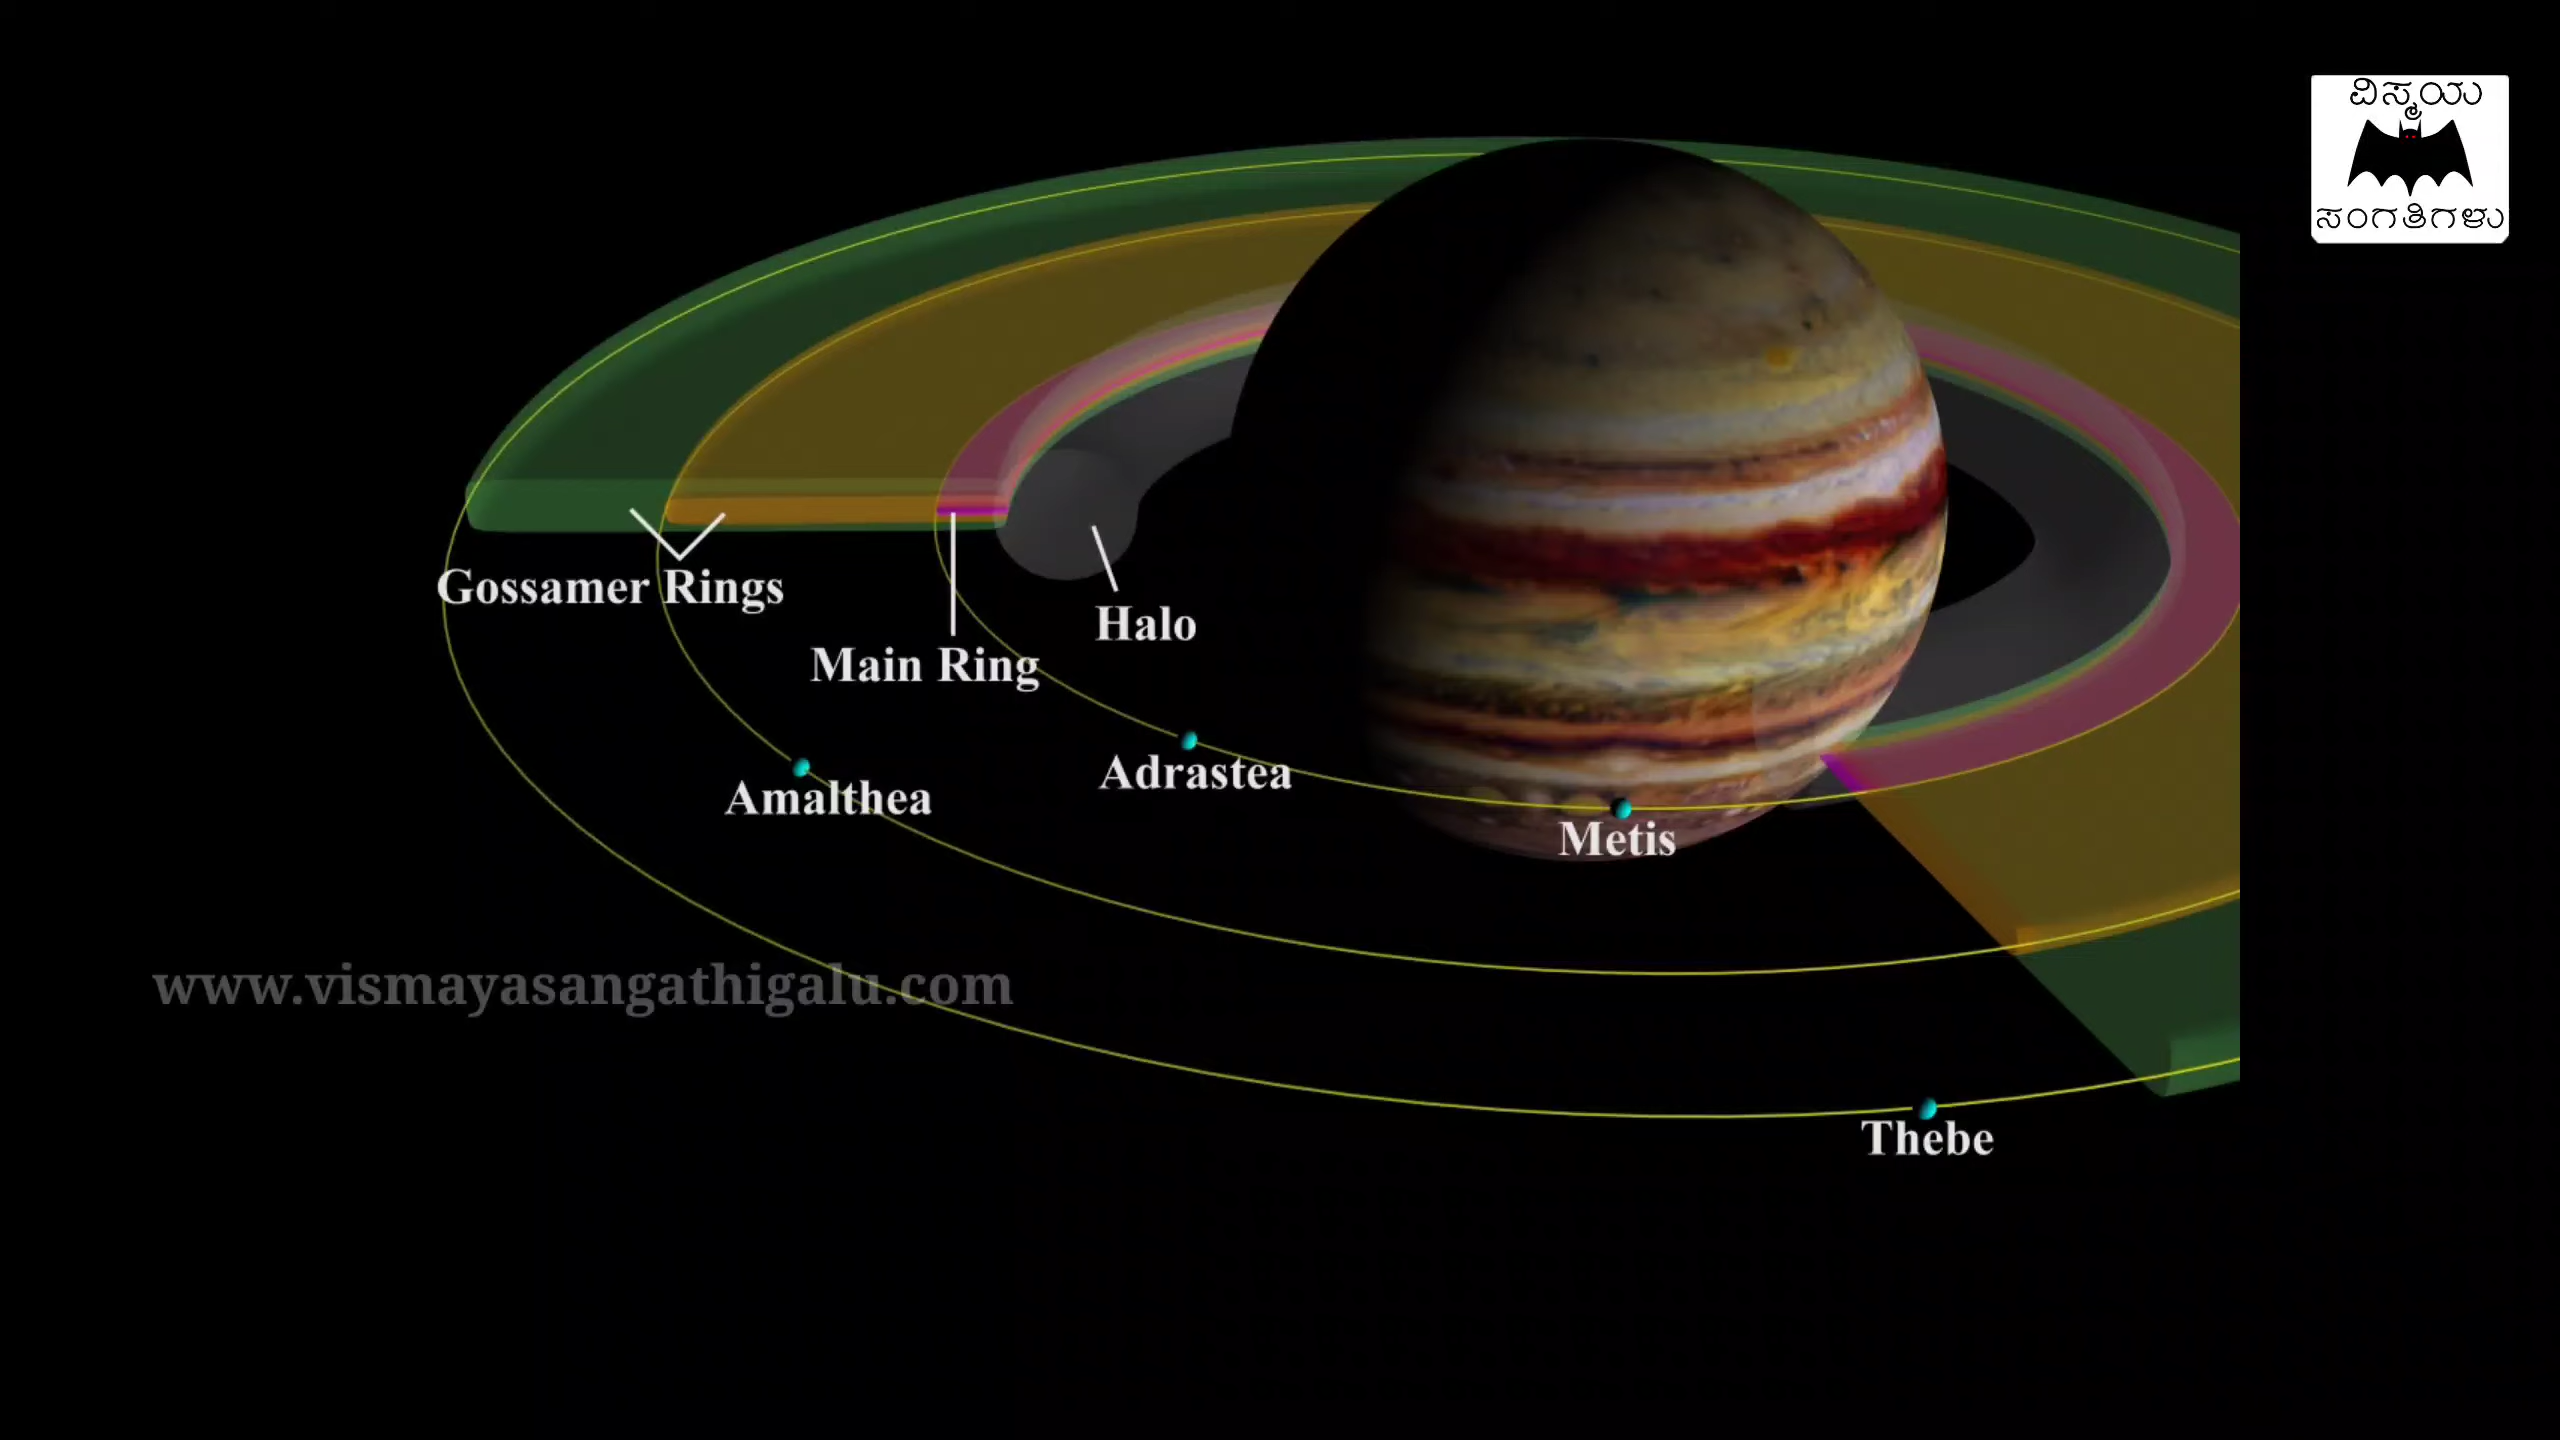 ವಿಸ್ಮಯ
ಸಂಗತಿಗಳು
Gossamer Rings
Halo
Main Ring
Adrastea
Amalthea
Metis
www.vismayasangathigalu.com
Thebe